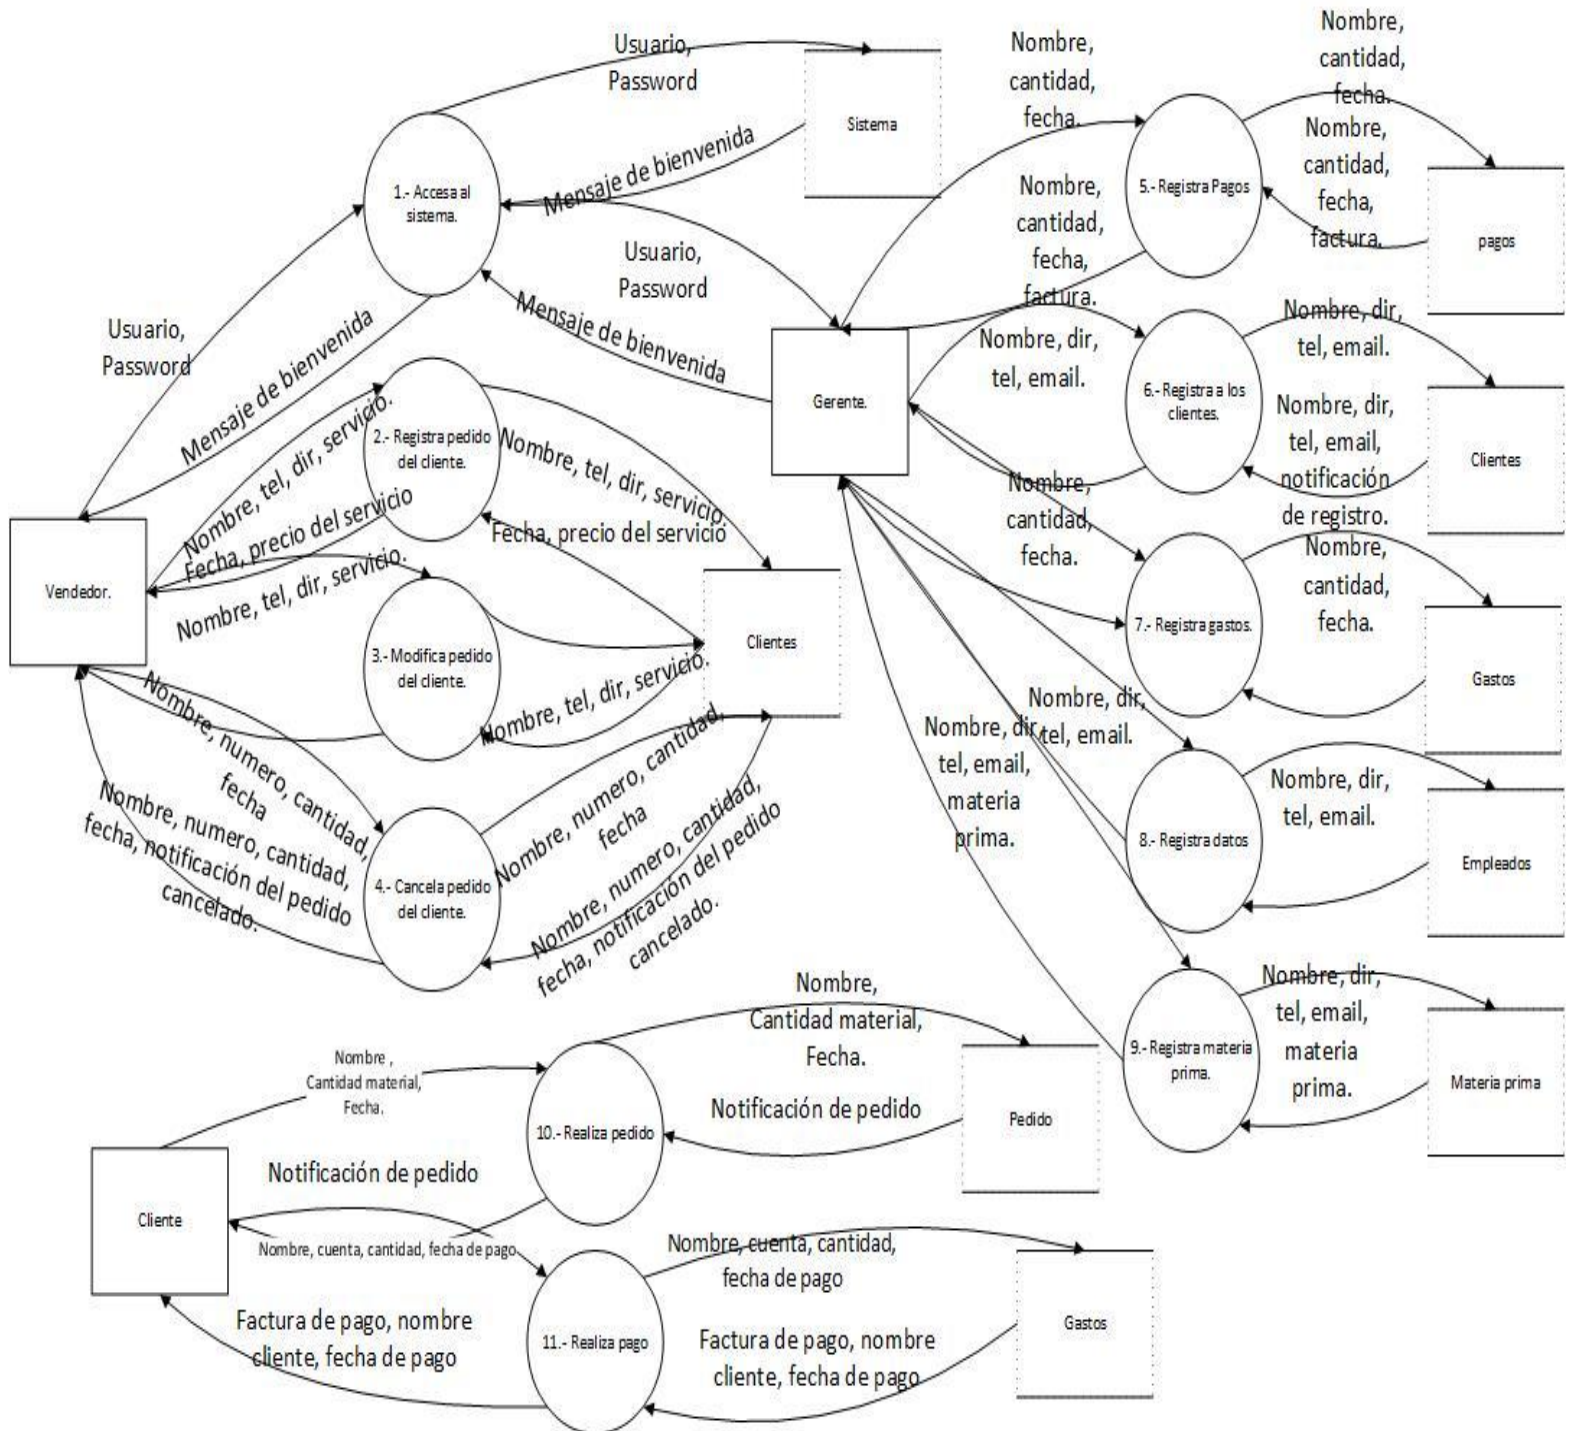 Usuario,
Password
Sistema
Mensaje de bienvenida
1.- Accesa al
sistema.
Usuario,
Password
Mensaje de bienvenida
Usuario,
Password
Mensaje de bienvenida
Nombre, tel, dir, servicio.
2.- Registra pedido
del cliente.
Nombre, tel, dir, servicio.
Fecha, precio del servicio
Fecha, precio del servicio
Vendedor.
Nombre, tel, dir, servicio.
3.- Modifica pedido
del cliente.
Clientes
Nombre, tel, dir, servicio.
Nombre, numero, cantidad,
fecha
Nombre, numero, cantidad,
fecha, notificación del pedido
cancelado.
4.- Cancela pedido
del cliente.
Nombre, numero, cantidad,
fecha
Nombre, numero, cantidad,
fecha, notificación del pedido
cancelado.
Nombre,
cantidad,
fecha.
Nombre,
cantidad,
fecha.
5.- Registra Pagos
Nombre,
cantidad,
fecha,
factura.
pagos
Nombre,
cantidad,
fecha,
factura.
Gerente.
Nombre, dir,
tel, email.
6.- Registra a los
clientes.
Nombre, dir,
tel, email.
Clientes
Nombre, dir,
tel, email,
notificación
de registro.
Nombre,
cantidad,
fecha.
7.- Registra gastos.
Nombre,
cantidad,
fecha.
Gastos
Nombre, dir,
tel, email.
8.- Registra datos
Nombre, dir,
tel, email.
Empleados
Nombre, dir,
tel, email,
materia
prima.
9.- Registra materia
prima.
Nombre, dir,
tel, email,
materia
prima.
Materia prima
Nombre ,
Cantidad material,
Fecha.
10.- Realiza pedido
Nombre,
Cantidad material,
Fecha.
Notificación de pedido
Pedido
Notificación de pedido
Cliente
Nombre, cuenta, cantidad, fecha de pago
11.- Realiza pago
Nombre, cuenta, cantidad,
fecha de pago
Gastos
Factura de pago, nombre
cliente, fecha de pago
Factura de pago, nombre
cliente, fecha de pago